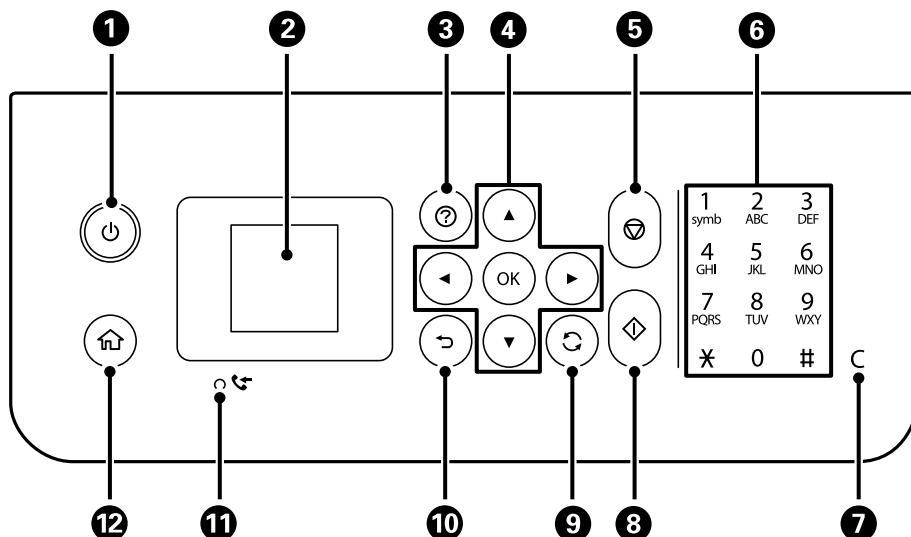 1 2 3 4 5 6
1 2 3
symb ABC DEF
OK
4 5 6
GHI JKL MNO
7 8 9
PQRS TUV WXY
* 0 #
C
12 11 10 9 8 7